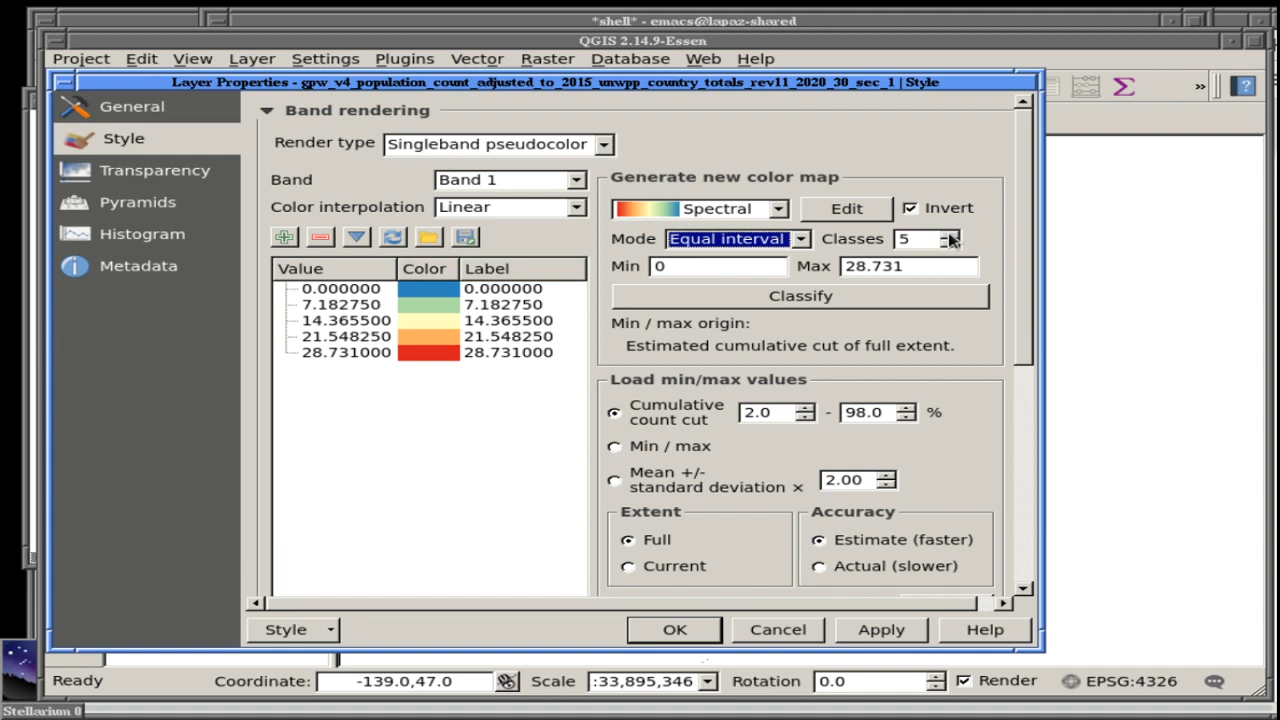 *shell* - emacs@lapaz-shared
QGIS 2.14.9-Essen
Project Edit View Layer Settings Plugins Vector Raster Database Web Help
Layer Properties - gpw_v4_population_count_adjusted_to_2015_unwpp_country_totals_rev11_2020_30_sec_1 | Style
General
Style
Transparency
Pyramids
Histogram
Metadata
Band rendering
Render type Singleband pseudocolor
Band Band 1
Color interpolation Linear
Value Color Label
0.000000 0.000000
7.182750 7.182750
14.365500 14.365500
21.548250 21.548250
28.731000 28.731000
Generate new color map
Spectral Edit Invert
Mode Equal interval Classes 5
Min 0 Max 28.731
Classify
Min / max origin:
Estimated cumulative cut of full extent.
Load min/max values
Cumulative
count cut 2.0 - 98.0 %
Min / max
Mean +/-
standard deviation × 2.00
Extent
Full
Current
Accuracy
Estimate (faster)
Actual (slower)
Style OK Cancel Apply Help
Ready Coordinate: -139.0,47.0 Scale :33,895,346 Rotation 0.0 Render EPSG:4326
Stellarium 0